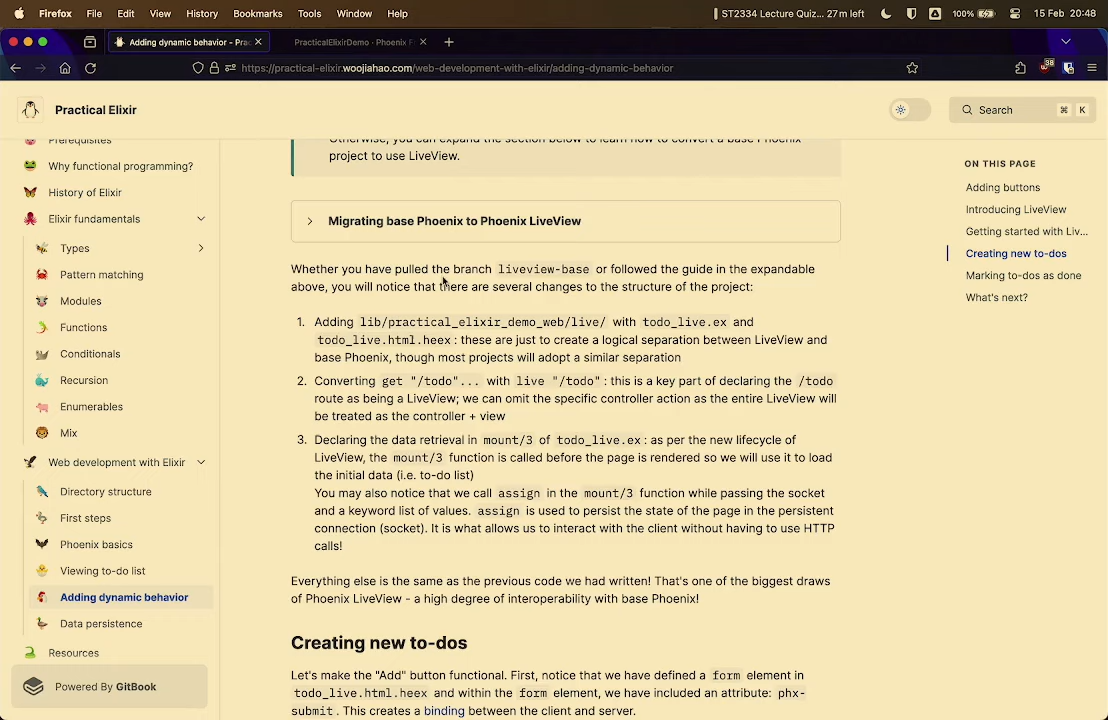 Firefox File Edit View History Bookmarks Tools Window Help
ST2334 Lecture Quiz... 27m left 100% 15 Feb 20:48
Adding dynamic behavior - Prac
PracticalElixirDemo · Phoenix F
https://practical-elixir.woojiahao.com/web-development-with-elixir/adding-dynamic-behavior
38
Practical Elixir
Search ⌘ K
Prerequisites
Why functional programming?
History of Elixir
Elixir fundamentals
Types
Pattern matching
Modules
Functions
Conditionals
Recursion
Enumerables
Mix
Web development with Elixir
Directory structure
First steps
Phoenix basics
Viewing to-do list
Adding dynamic behavior
Data persistence
Resources
Powered By GitBook
Otherwise, you can expand the section below to learn how to convert a base Phoenix
project to use LiveView.
Migrating base Phoenix to Phoenix LiveView
Whether you have pulled the branch liveview-base or followed the guide in the expandable
above, you will notice that there are several changes to the structure of the project:
1. Adding lib/practical_elixir_demo_web/live/ with todo_live.ex and
todo_live.html.heex: these are just to create a logical separation between LiveView and
base Phoenix, though most projects will adopt a similar separation
2. Converting get "/todo"... with live "/todo": this is a key part of declaring the /todo
route as being a LiveView; we can omit the specific controller action as the entire LiveView will
be treated as the controller + view
3. Declaring the data retrieval in mount/3 of todo_live.ex: as per the new lifecycle of
LiveView, the mount/3 function is called before the page is rendered so we will use it to load
the initial data (i.e. to-do list)
You may also notice that we call assign in the mount/3 function while passing the socket
and a keyword list of values. assign is used to persist the state of the page in the persistent
connection (socket). It is what allows us to interact with the client without having to use HTTP
calls!
Everything else is the same as the previous code we had written! That's one of the biggest draws
of Phoenix LiveView - a high degree of interoperability with base Phoenix!
Creating new to-dos
Let's make the "Add" button functional. First, notice that we have defined a form element in
todo_live.html.heex and within the form element, we have included an attribute: phx-
submit. This creates a binding between the client and server.
ON THIS PAGE
Adding buttons
Introducing LiveView
Getting started with Liv...
Creating new to-dos
Marking to-dos as done
What's next?